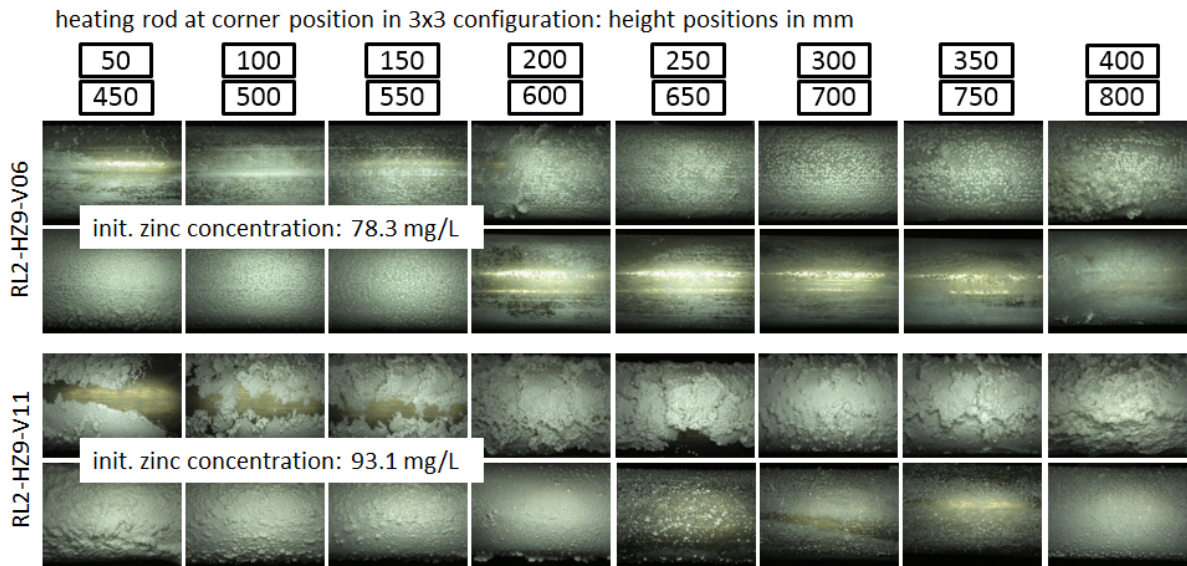 heating rod at corner position in 3x3 configuration: height positions in mm
50 100 150 200 250 300 350 400
450 500 550 600 650 700 750 800
RL2-HZ9-V06
init. zinc concentration: 78.3 mg/L
RL2-HZ9-V11
init. zinc concentration: 93.1 mg/L